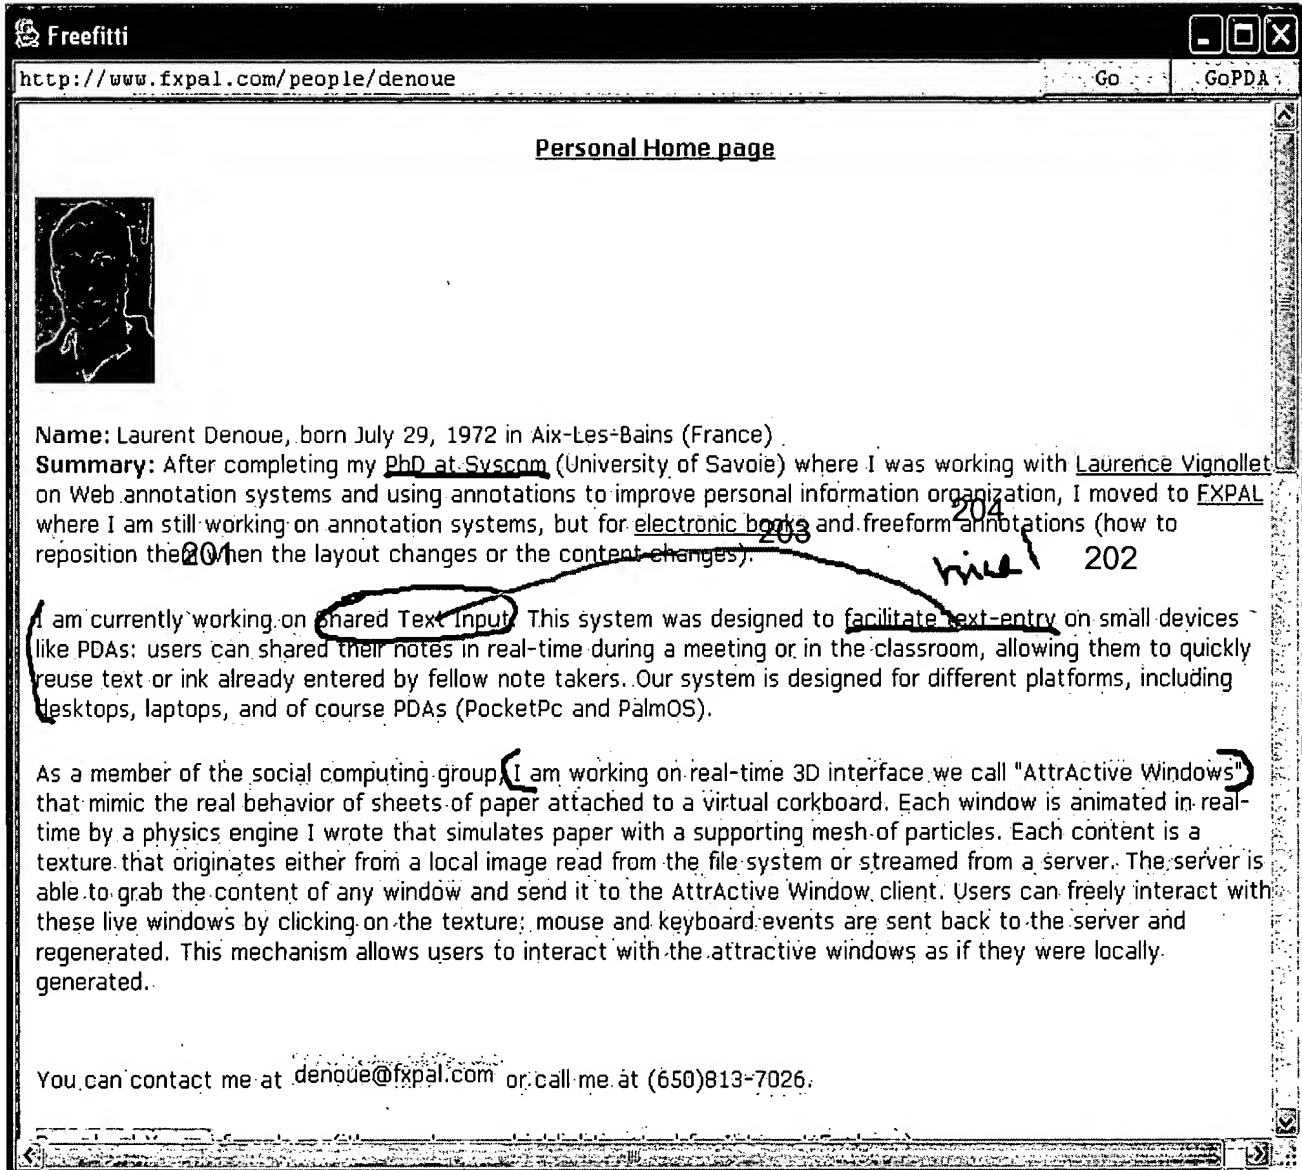 Freefitti
http://www.fxpal.com/people/denoue Go GoPDA
Personal Home page
Name: Laurent Denoue, born July 29, 1972 in Aix-Les-Bains (France)
Summary: After completing my PhD at Syscom (University of Savoie) where I was working with Laurence Vignollet
on Web annotation systems and using annotations to improve personal information organization, I moved to FXPAL
204
where I am still working on annotation systems, but for electronic books and freeform annotations (how to
203
reposition them when the layout changes or the content changes).
201
nice
202
I am currently working on Shared Text Input. This system was designed to facilitate text-entry on small devices
like PDAs: users can shared their notes in real-time during a meeting or in the classroom, allowing them to quickly
reuse text or ink already entered by fellow note takers. Our system is designed for different platforms, including
desktops, laptops, and of course PDAs (PocketPc and PalmOS).
As a member of the social computing group, I am working on real-time 3D interface we call "AttrActive Windows"
that mimic the real behavior of sheets of paper attached to a virtual corkboard. Each window is animated in real-
time by a physics engine I wrote that simulates paper with a supporting mesh of particles. Each content is a
texture that originates either from a local image read from the file system or streamed from a server. The server is
able to grab the content of any window and send it to the AttrActive Window client. Users can freely interact with
these live windows by clicking on the texture; mouse and keyboard events are sent back to the server and
regenerated. This mechanism allows users to interact with the attractive windows as if they were locally
generated.
You can contact me at denoue@fxpal.com or call me at (650)813-7026.